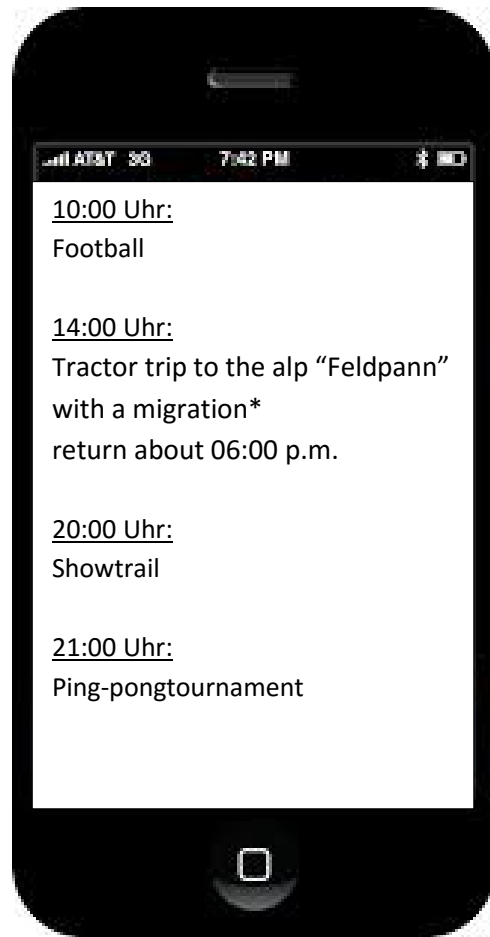 AT&T 3G 7:42 PM
10:00 Uhr:
Football
14:00 Uhr:
Tractor trip to the alp “Feldpann”
with a migration*
return about 06:00 p.m.
20:00 Uhr:
Showtrail
21:00 Uhr:
Ping-pongtournament